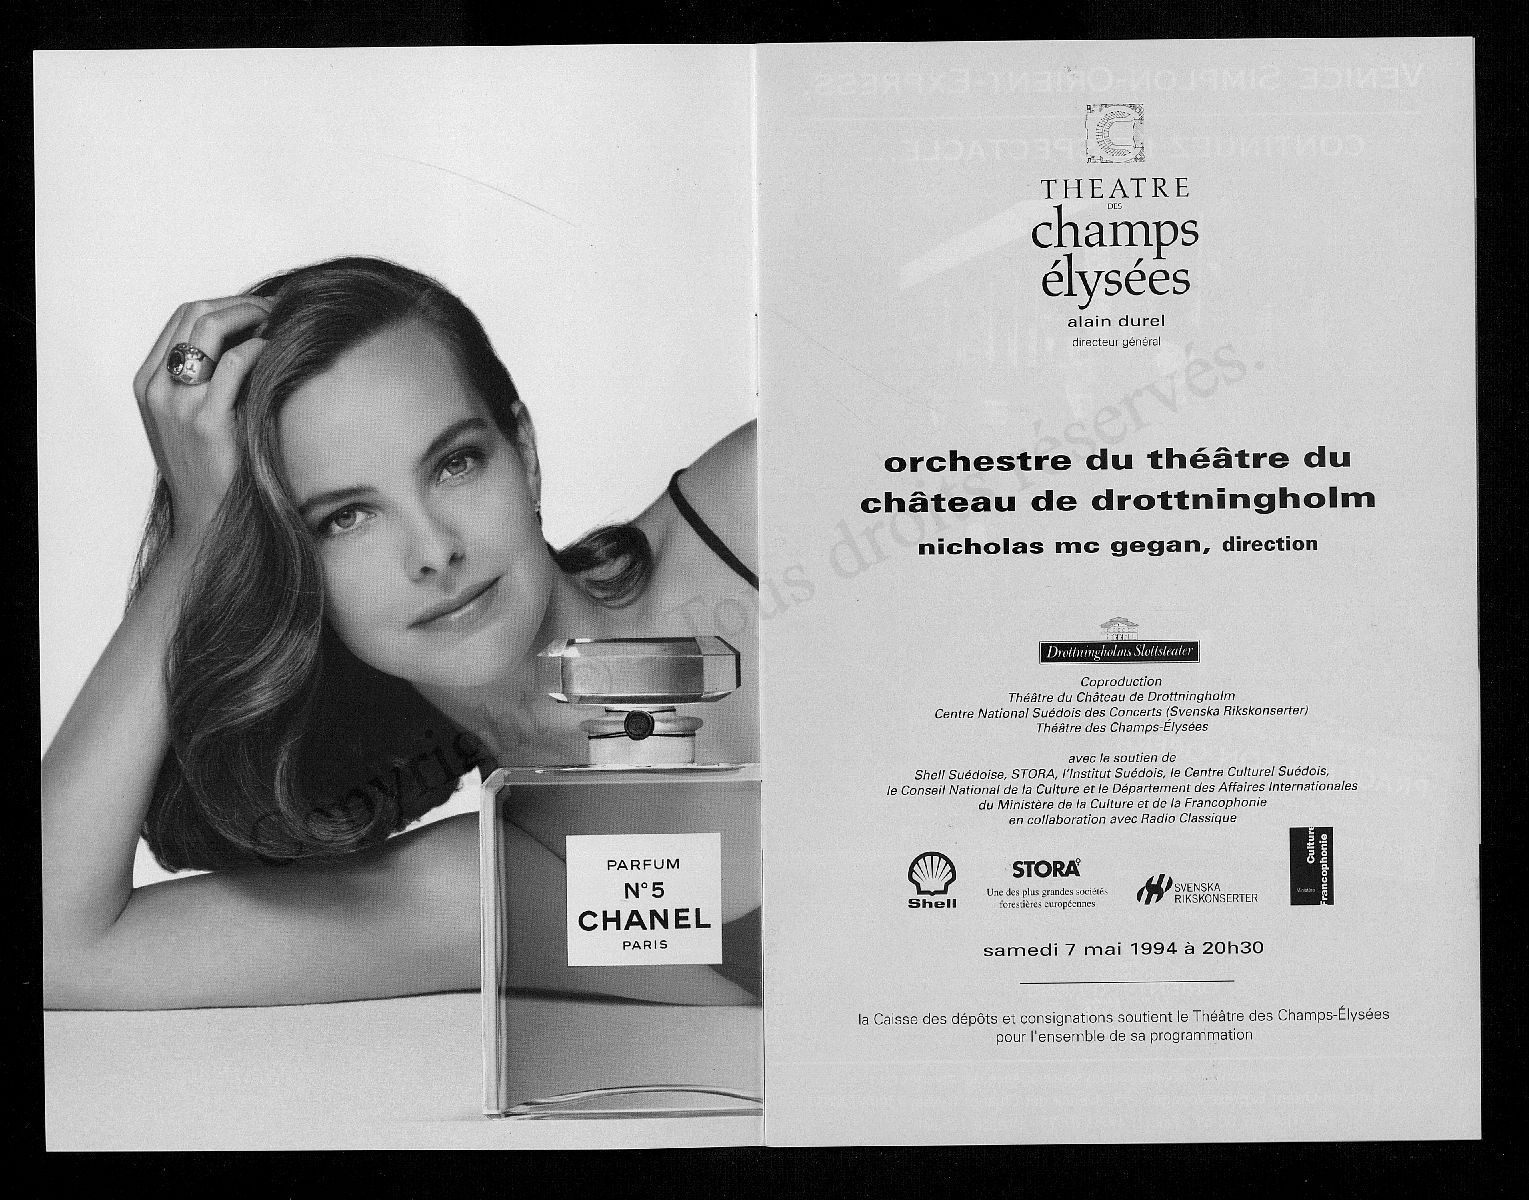 PARFUM
N°5
CHANEL
PARIS
THEATRE
DES
champs
élysées
alain durel
directeur général
orchestre du théâtre du
château de drottningholm
nicholas mc gegan, direction
Drottningholms Slottsteater
Coproduction
Théâtre du Château de Drottningholm
Centre National Suédois des Concerts (Svenska Rikskonserter)
Théâtre des Champs-Élysées
avec le soutien de
Shell Suédoise, STORA, l'Institut Suédois, le Centre Culturel Suédois,
le Conseil National de la Culture et le Département des Affaires Internationales
du Ministère de la Culture et de la Francophonie
en collaboration avec Radio Classique
Shell
STORA
Une des plus grandes sociétés
forestières européennes
SVENSKA
RIKSKONSERTER
Ministère
Culture
Francophonie
samedi 7 mai 1994 à 20h30
la Caisse des dépôts et consignations soutient le Théâtre des Champs-Élysées
pour l'ensemble de sa programmation
Copyright © Tous droits réservés.
VENICE SIMPLON-ORIENT-EXPRESS.